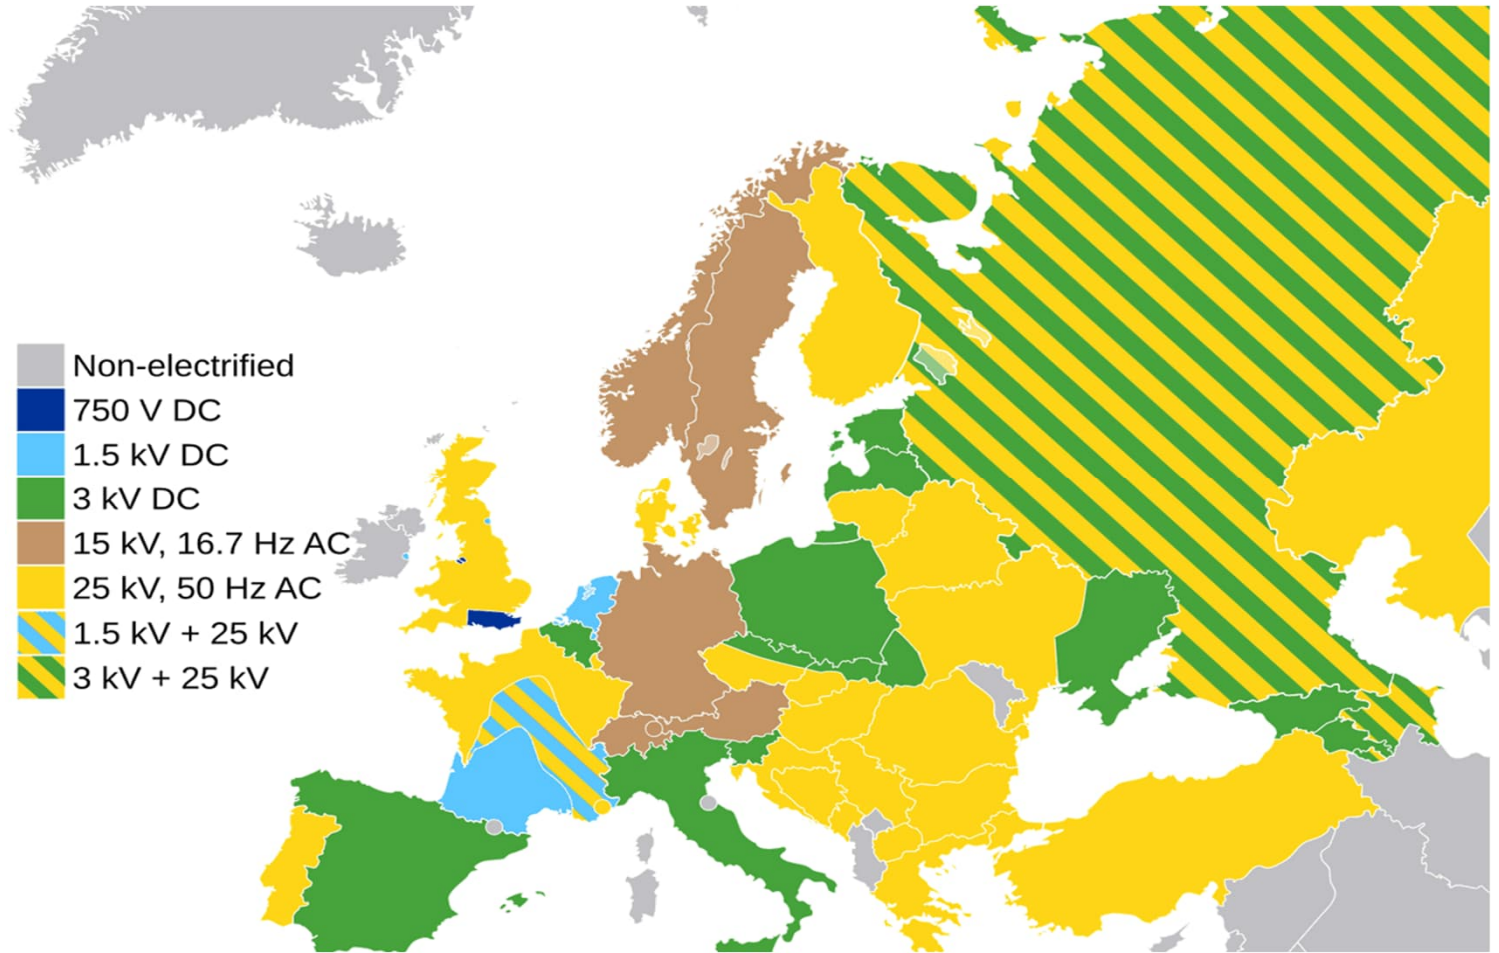 Non-electrified
750 V DC
1.5 kV DC
3 kV DC
15 kV, 16.7 Hz AC
25 kV, 50 Hz AC
1.5 kV + 25 kV
3 kV + 25 kV